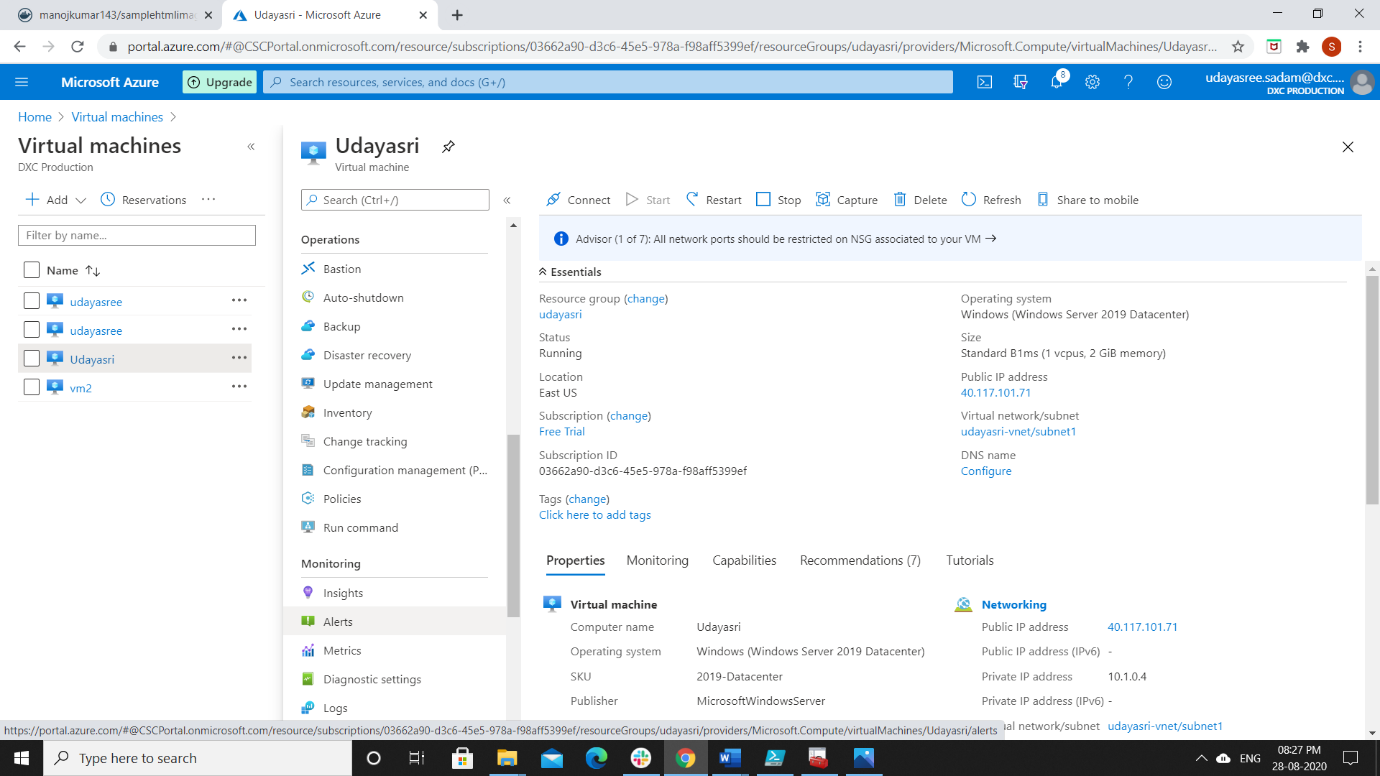 manojkumar143/samplehtmlima
Udayasri - Microsoft Azure
portal.azure.com/#@CSCPortal.onmicrosoft.com/resource/subscriptions/03662a90-d3c6-45e5-978a-f98aff5399ef/resourceGroups/udayasri/providers/Microsoft.Compute/virtualMachines/Udayasr...
S
Microsoft Azure
Upgrade
Search resources, services, and docs (G+/)
8
udayasree.sadam@dxc....
DXC PRODUCTION
Home > Virtual machines >
Virtual machines
DXC Production
Add
Reservations
Filter by name...
Name
udayasree
udayasree
Udayasri
vm2
Udayasri
Virtual machine
Search (Ctrl+/)
Operations
Bastion
Auto-shutdown
Backup
Disaster recovery
Update management
Inventory
Change tracking
Configuration management (P...
Policies
Run command
Monitoring
Insights
Alerts
Metrics
Diagnostic settings
Logs
Connect
Start
Restart
Stop
Capture
Delete
Refresh
Share to mobile
Advisor (1 of 7): All network ports should be restricted on NSG associated to your VM →
Essentials
Resource group (change)
udayasri
Status
Running
Location
East US
Subscription (change)
Free Trial
Subscription ID
03662a90-d3c6-45e5-978a-f98aff5399ef
Tags (change)
Click here to add tags
Operating system
Windows (Windows Server 2019 Datacenter)
Size
Standard B1ms (1 vcpus, 2 GiB memory)
Public IP address
40.117.101.71
Virtual network/subnet
udayasri-vnet/subnet1
DNS name
Configure
Properties
Monitoring
Capabilities
Recommendations (7)
Tutorials
Virtual machine
Computer name Udayasri
Operating system Windows (Windows Server 2019 Datacenter)
SKU 2019-Datacenter
Publisher MicrosoftWindowsServer
Networking
Public IP address 40.117.101.71
Public IP address (IPv6) -
Private IP address 10.1.0.4
Private IP address (IPv6) -
al network/subnet udayasri-vnet/subnet1
https://portal.azure.com/#@CSCPortal.onmicrosoft.com/resource/subscriptions/03662a90-d3c6-45e5-978a-f98aff5399ef/resourceGroups/udayasri/providers/Microsoft.Compute/virtualMachines/Udayasri/alerts
Type here to search
ENG
08:27 PM
28-08-2020